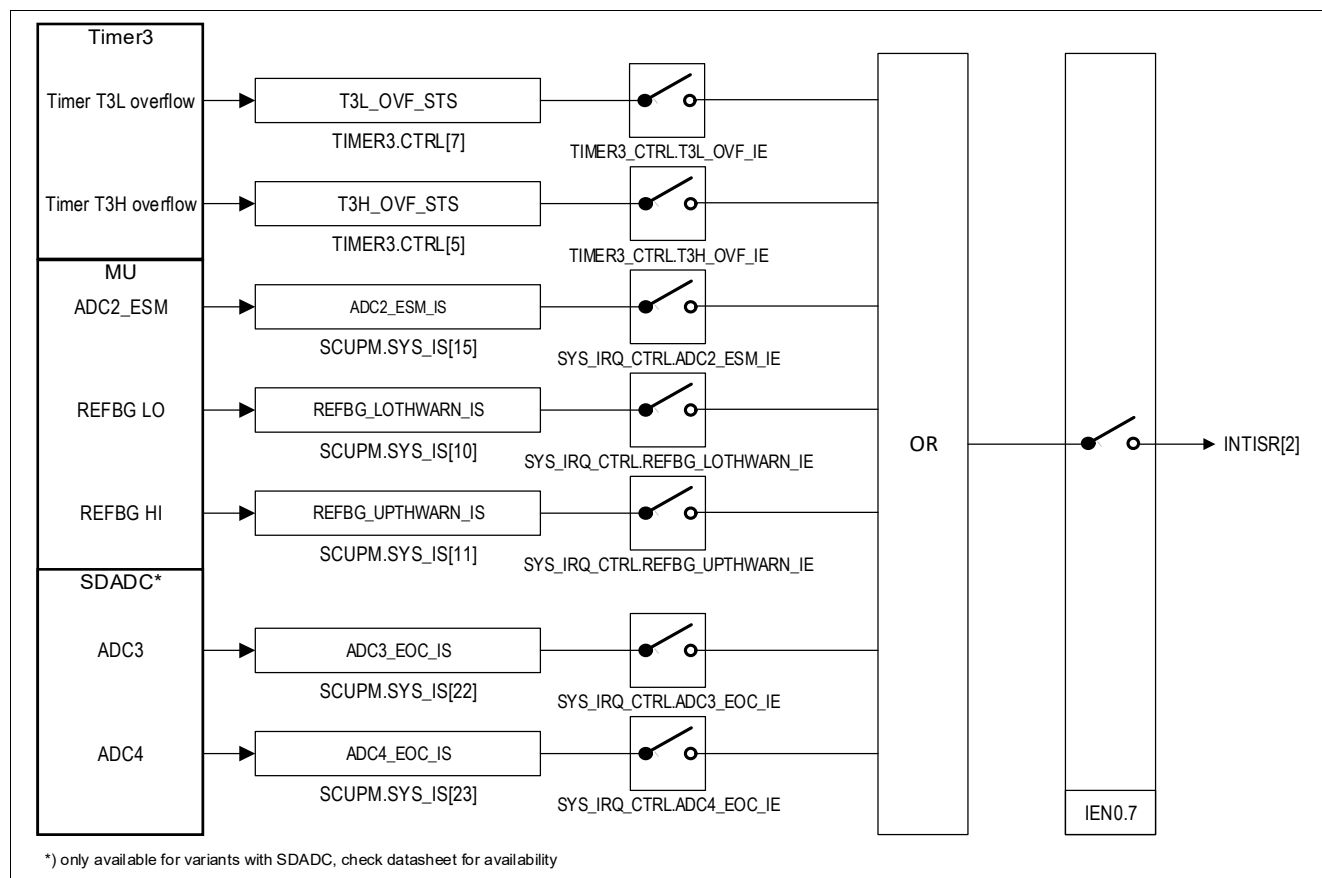 Timer3
Timer T3L overflow
T3L_OVF_STS
TIMER3.CTRL[7]
TIMER3_CTRL.T3L_OVF_IE
Timer T3H overflow
T3H_OVF_STS
TIMER3.CTRL[5]
TIMER3_CTRL.T3H_OVF_IE
MU
ADC2_ESM
ADC2_ESM_IS
SCUPM.SYS_IS[15]
SYS_IRQ_CTRL.ADC2_ESM_IE
REFBG LO
REFBG_LOTHWARN_IS
SCUPM.SYS_IS[10]
SYS_IRQ_CTRL.REFBG_LOTHWARN_IE
REFBG HI
REFBG_UPTHWARN_IS
SCUPM.SYS_IS[11]
SYS_IRQ_CTRL.REFBG_UPTHWARN_IE
SDADC*
ADC3
ADC3_EOC_IS
SCUPM.SYS_IS[22]
SYS_IRQ_CTRL.ADC3_EOC_IE
ADC4
ADC4_EOC_IS
SCUPM.SYS_IS[23]
SYS_IRQ_CTRL.ADC4_EOC_IE
OR
INTISR[2]
IEN0.7
*) only available for variants with SDADC, check datasheet for availability